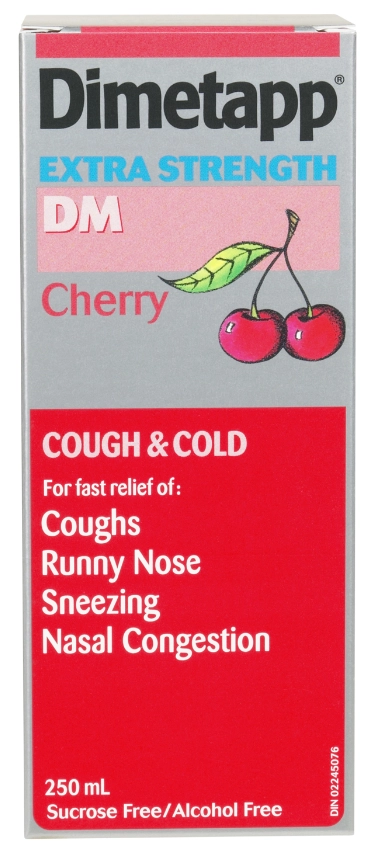 Dimetapp®
EXTRA STRENGTH
DM
Cherry
COUGH & COLD
For fast relief of:
Coughs
Runny Nose
Sneezing
Nasal Congestion
250 mL
Sucrose Free/Alcohol Free
DIN 02245076